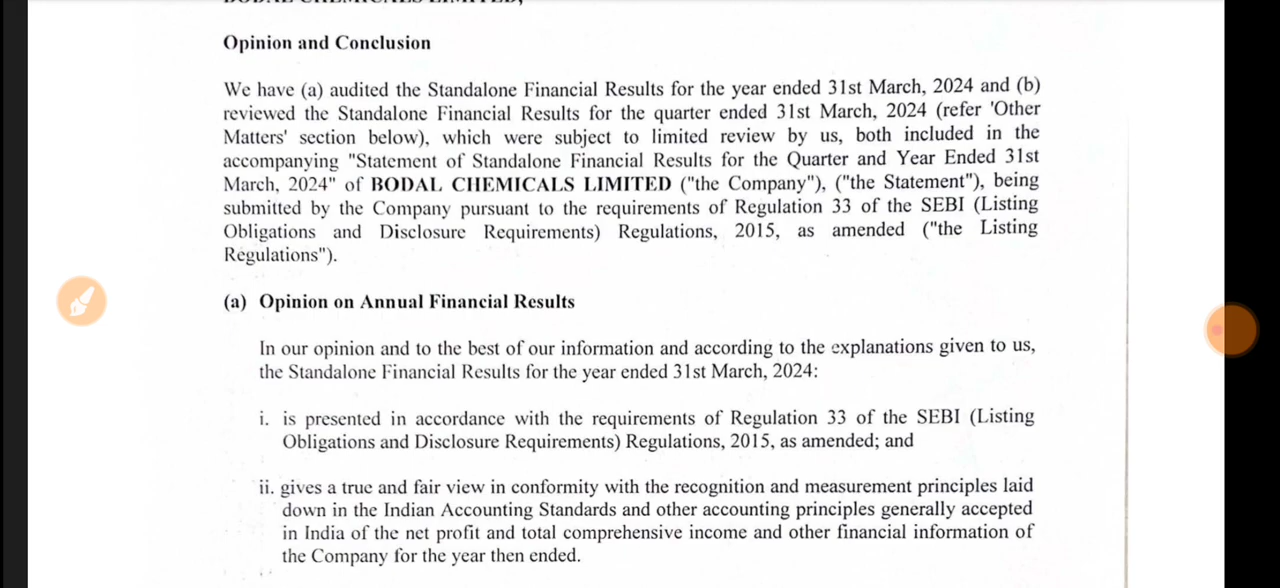 Opinion and Conclusion
We have (a) audited the Standalone Financial Results for the year ended 31st March, 2024 and (b)
reviewed the Standalone Financial Results for the quarter ended 31st March, 2024 (refer 'Other
Matters' section below), which were subject to limited review by us, both included in the
accompanying "Statement of Standalone Financial Results for the Quarter and Year Ended 31st
March, 2024" of BODAL CHEMICALS LIMITED ("the Company"), ("the Statement"), being
submitted by the Company pursuant to the requirements of Regulation 33 of the SEBI (Listing
Obligations and Disclosure Requirements) Regulations, 2015, as amended ("the Listing
Regulations").
(a) Opinion on Annual Financial Results
In our opinion and to the best of our information and according to the explanations given to us,
the Standalone Financial Results for the year ended 31st March, 2024:
i. is presented in accordance with the requirements of Regulation 33 of the SEBI (Listing
Obligations and Disclosure Requirements) Regulations, 2015, as amended; and
ii. gives a true and fair view in conformity with the recognition and measurement principles laid
down in the Indian Accounting Standards and other accounting principles generally accepted
in India of the net profit and total comprehensive income and other financial information of
the Company for the year then ended.